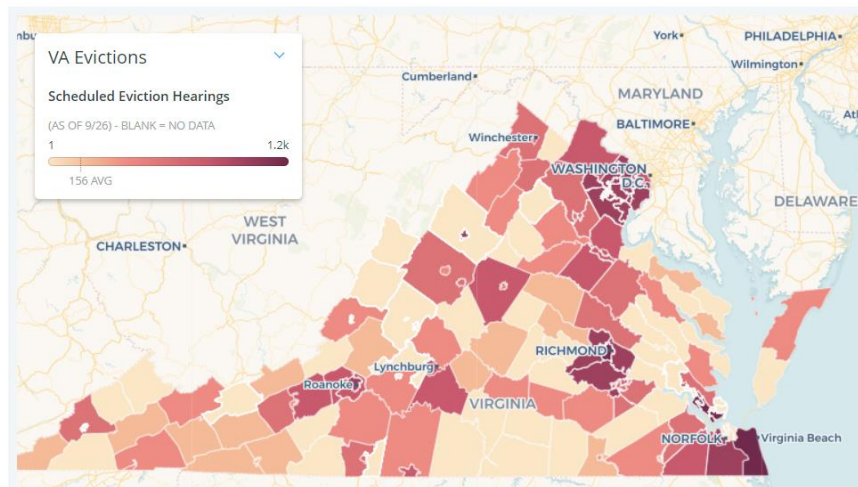 VA Evictions
Scheduled Eviction Hearings
(AS OF 9/26) - BLANK = NO DATA
1
1.2k
156 AVG
York
PHILADELPHIA
Wilmington
Cumberland
MARYLAND
BALTIMORE
Winchester
WASHINGTON
D.C.
DELAWARE
WEST
VIRGINIA
CHARLESTON
RICHMOND
Lynchburg
Roanoke
VIRGINIA
NORFOLK
Virginia Beach